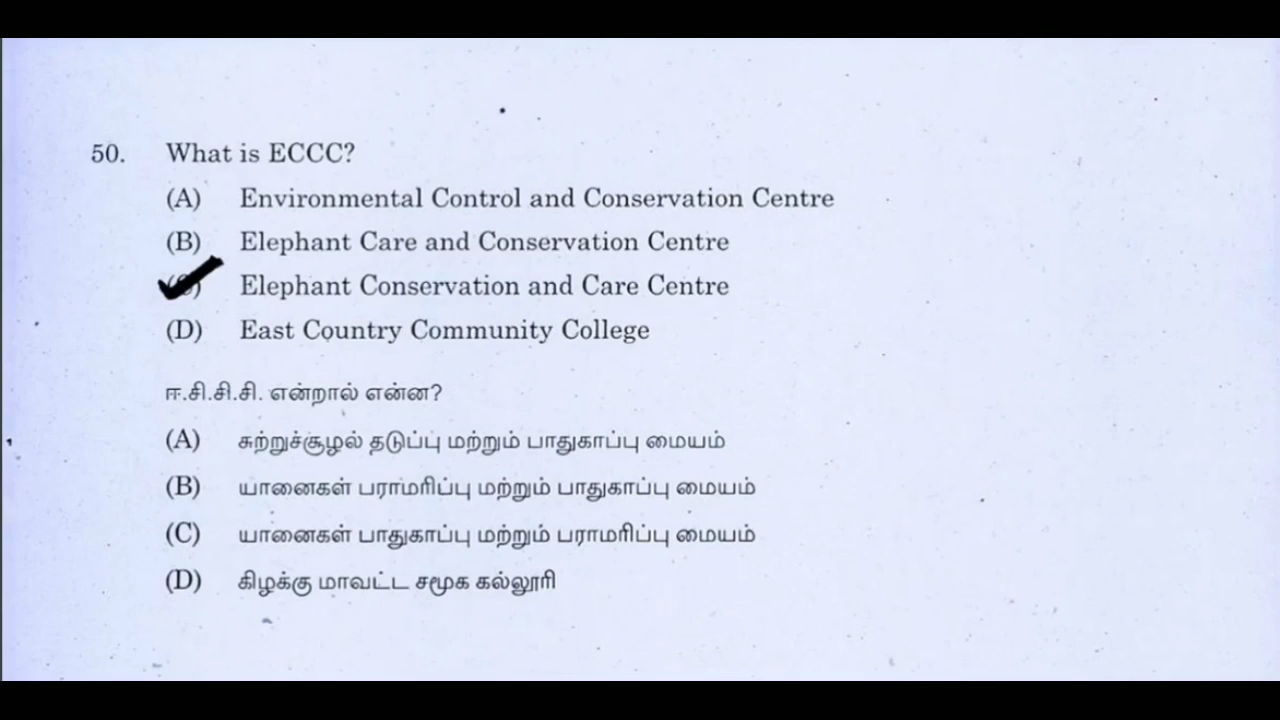 50. What is ECCC?
(A) Environmental Control and Conservation Centre
(B) Elephant Care and Conservation Centre
(C) Elephant Conservation and Care Centre
(D) East Country Community College
ஈ.சி.சி.சி. என்றால் என்ன?
(A) சுற்றுச்சூழல் தடுப்பு மற்றும் பாதுகாப்பு மையம்
(B) யானைகள் பராமரிப்பு மற்றும் பாதுகாப்பு மையம்
(C) யானைகள் பாதுகாப்பு மற்றும் பராமரிப்பு மையம்
(D) கிழக்கு மாவட்ட சமூக கல்லூரி